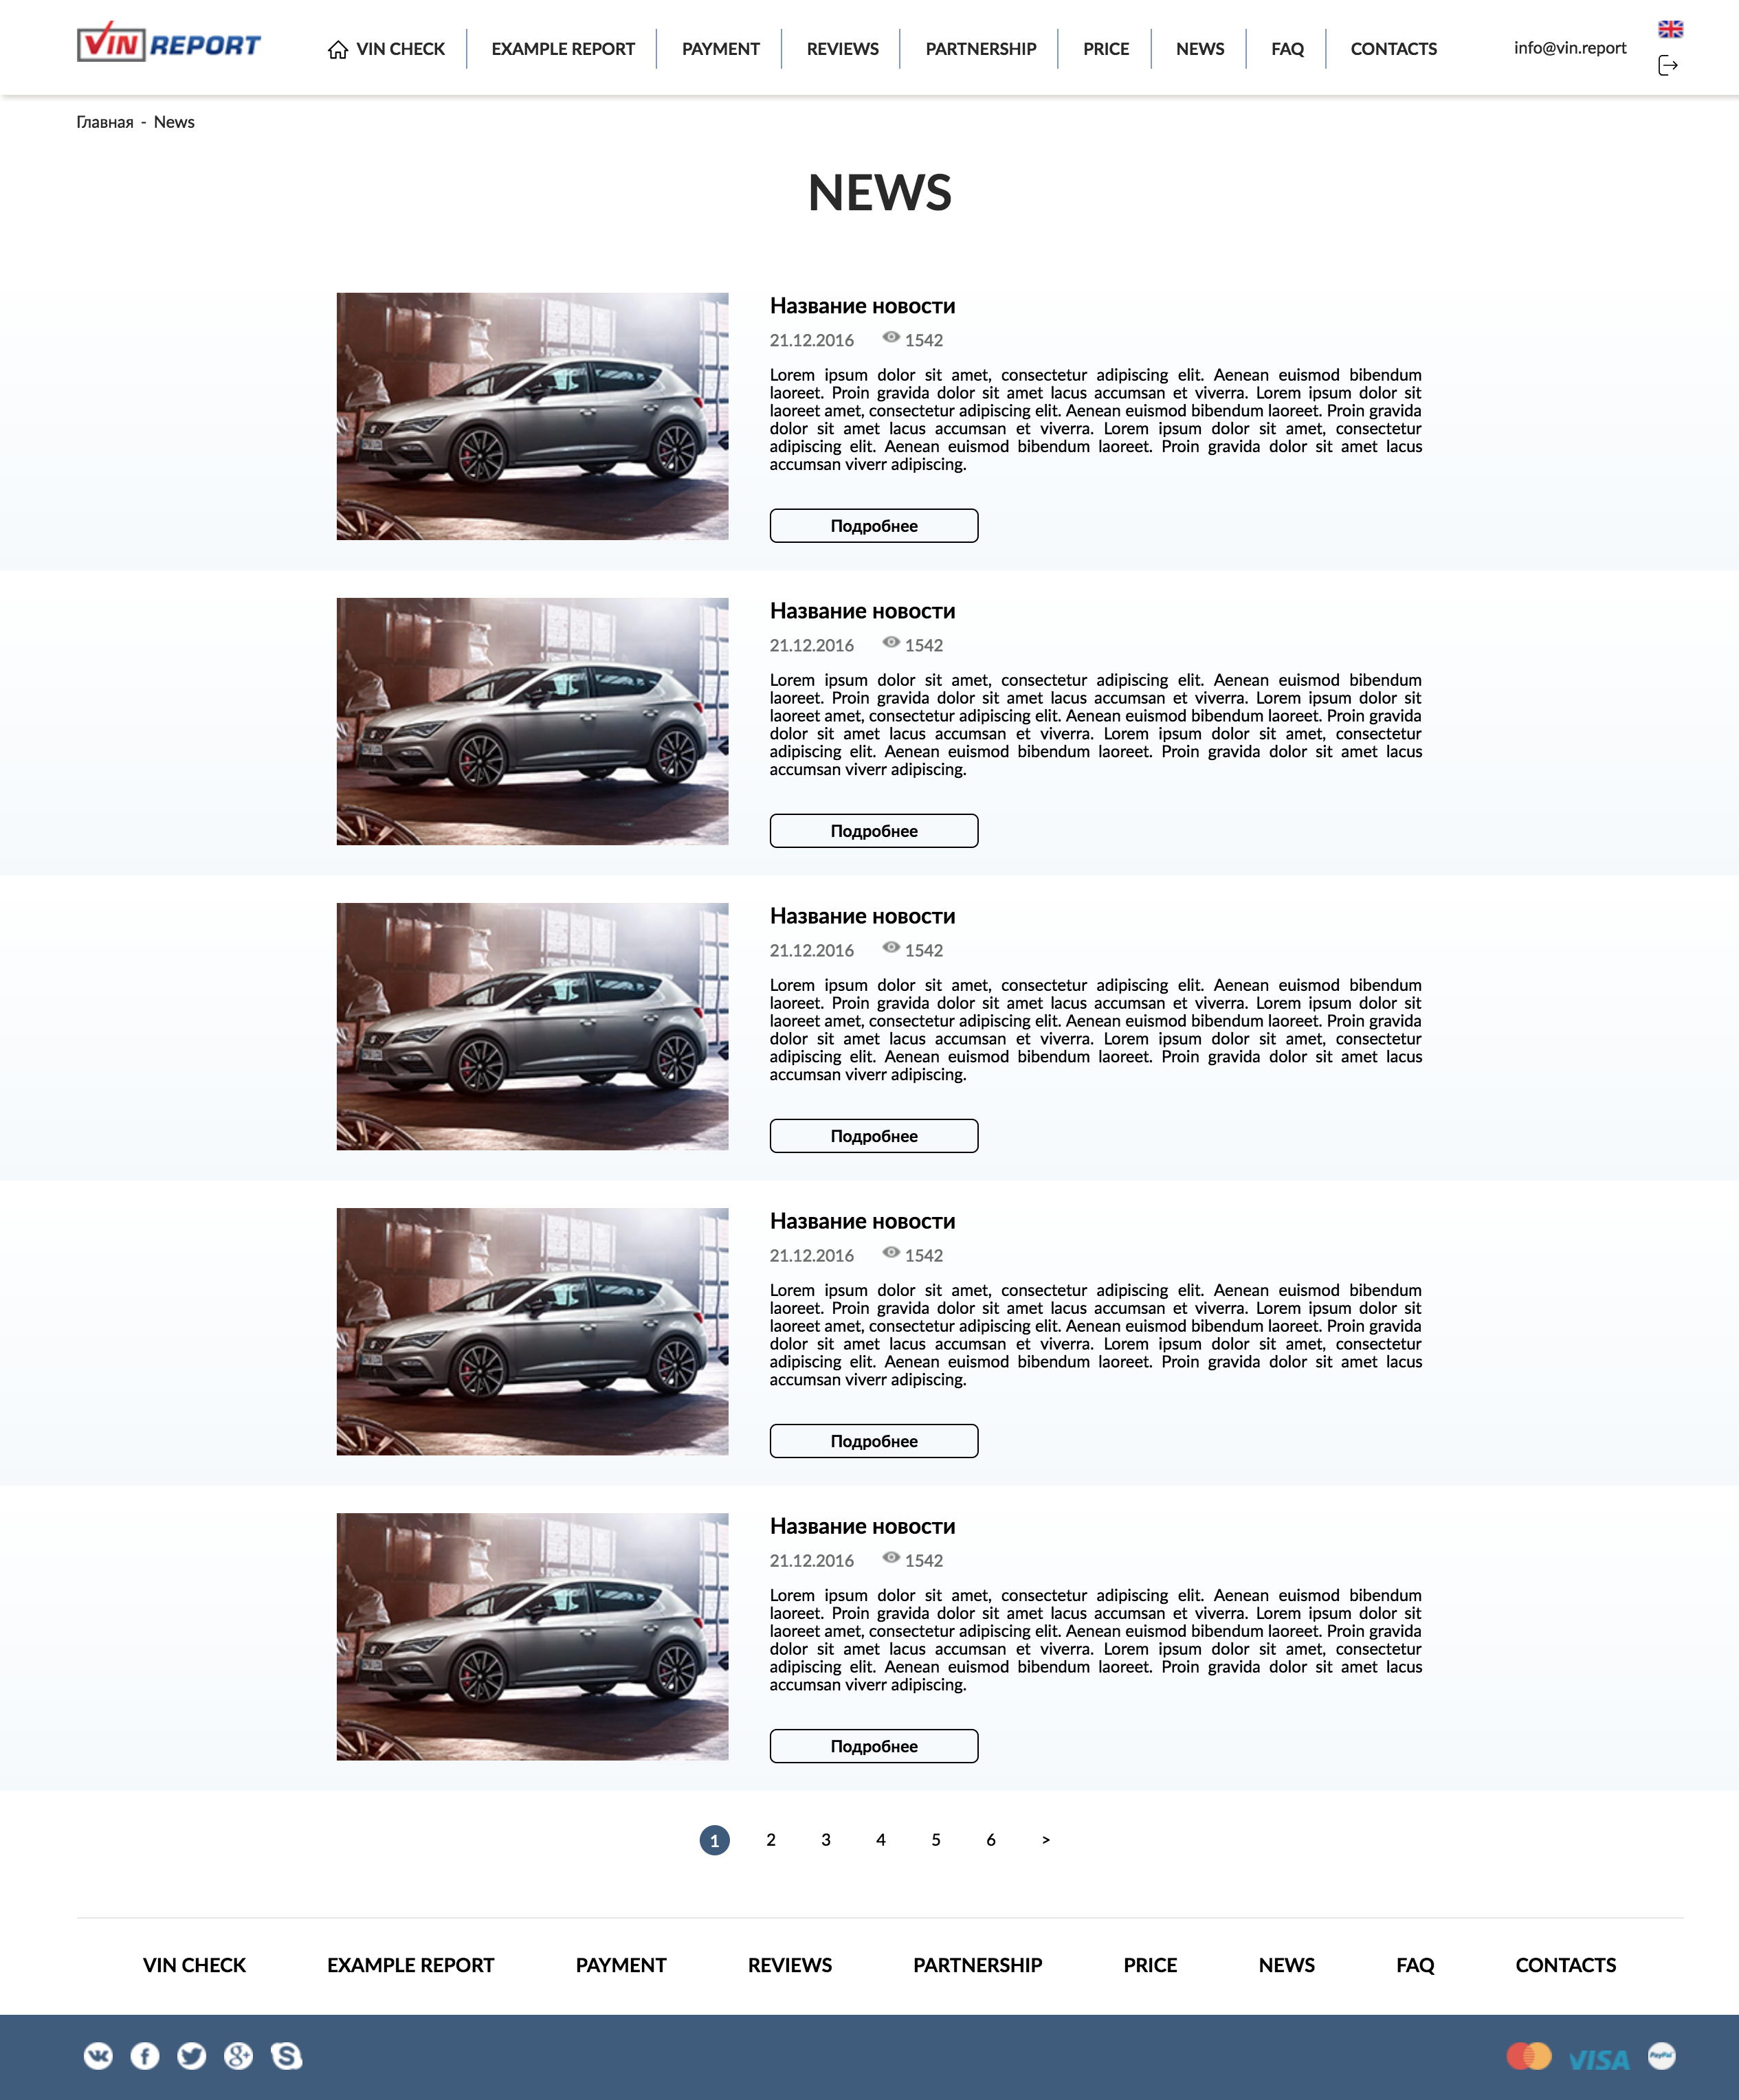 VIN REPORT
VIN CHECK EXAMPLE REPORT PAYMENT REVIEWS PARTNERSHIP PRICE NEWS FAQ CONTACTS info@vin.report
Главная - News
NEWS
Название новости
21.12.2016 1542
Lorem ipsum dolor sit amet, consectetur adipiscing elit. Aenean euismod bibendum
laoreet. Proin gravida dolor sit amet lacus accumsan et viverra. Lorem ipsum dolor sit
laoreet amet, consectetur adipiscing elit. Aenean euismod bibendum laoreet. Proin gravida
dolor sit amet lacus accumsan et viverra. Lorem ipsum dolor sit amet, consectetur
adipiscing elit. Aenean euismod bibendum laoreet. Proin gravida dolor sit amet lacus
accumsan viverr adipiscing.
Подробнее
Название новости
21.12.2016 1542
Lorem ipsum dolor sit amet, consectetur adipiscing elit. Aenean euismod bibendum
laoreet. Proin gravida dolor sit amet lacus accumsan et viverra. Lorem ipsum dolor sit
laoreet amet, consectetur adipiscing elit. Aenean euismod bibendum laoreet. Proin gravida
dolor sit amet lacus accumsan et viverra. Lorem ipsum dolor sit amet, consectetur
adipiscing elit. Aenean euismod bibendum laoreet. Proin gravida dolor sit amet lacus
accumsan viverr adipiscing.
Подробнее
Название новости
21.12.2016 1542
Lorem ipsum dolor sit amet, consectetur adipiscing elit. Aenean euismod bibendum
laoreet. Proin gravida dolor sit amet lacus accumsan et viverra. Lorem ipsum dolor sit
laoreet amet, consectetur adipiscing elit. Aenean euismod bibendum laoreet. Proin gravida
dolor sit amet lacus accumsan et viverra. Lorem ipsum dolor sit amet, consectetur
adipiscing elit. Aenean euismod bibendum laoreet. Proin gravida dolor sit amet lacus
accumsan viverr adipiscing.
Подробнее
Название новости
21.12.2016 1542
Lorem ipsum dolor sit amet, consectetur adipiscing elit. Aenean euismod bibendum
laoreet. Proin gravida dolor sit amet lacus accumsan et viverra. Lorem ipsum dolor sit
laoreet amet, consectetur adipiscing elit. Aenean euismod bibendum laoreet. Proin gravida
dolor sit amet lacus accumsan et viverra. Lorem ipsum dolor sit amet, consectetur
adipiscing elit. Aenean euismod bibendum laoreet. Proin gravida dolor sit amet lacus
accumsan viverr adipiscing.
Подробнее
Название новости
21.12.2016 1542
Lorem ipsum dolor sit amet, consectetur adipiscing elit. Aenean euismod bibendum
laoreet. Proin gravida dolor sit amet lacus accumsan et viverra. Lorem ipsum dolor sit
laoreet amet, consectetur adipiscing elit. Aenean euismod bibendum laoreet. Proin gravida
dolor sit amet lacus accumsan et viverra. Lorem ipsum dolor sit amet, consectetur
adipiscing elit. Aenean euismod bibendum laoreet. Proin gravida dolor sit amet lacus
accumsan viverr adipiscing.
Подробнее
1 2 3 4 5 6 >
VIN CHECK EXAMPLE REPORT PAYMENT REVIEWS PARTNERSHIP PRICE NEWS FAQ CONTACTS
VISA PayPal